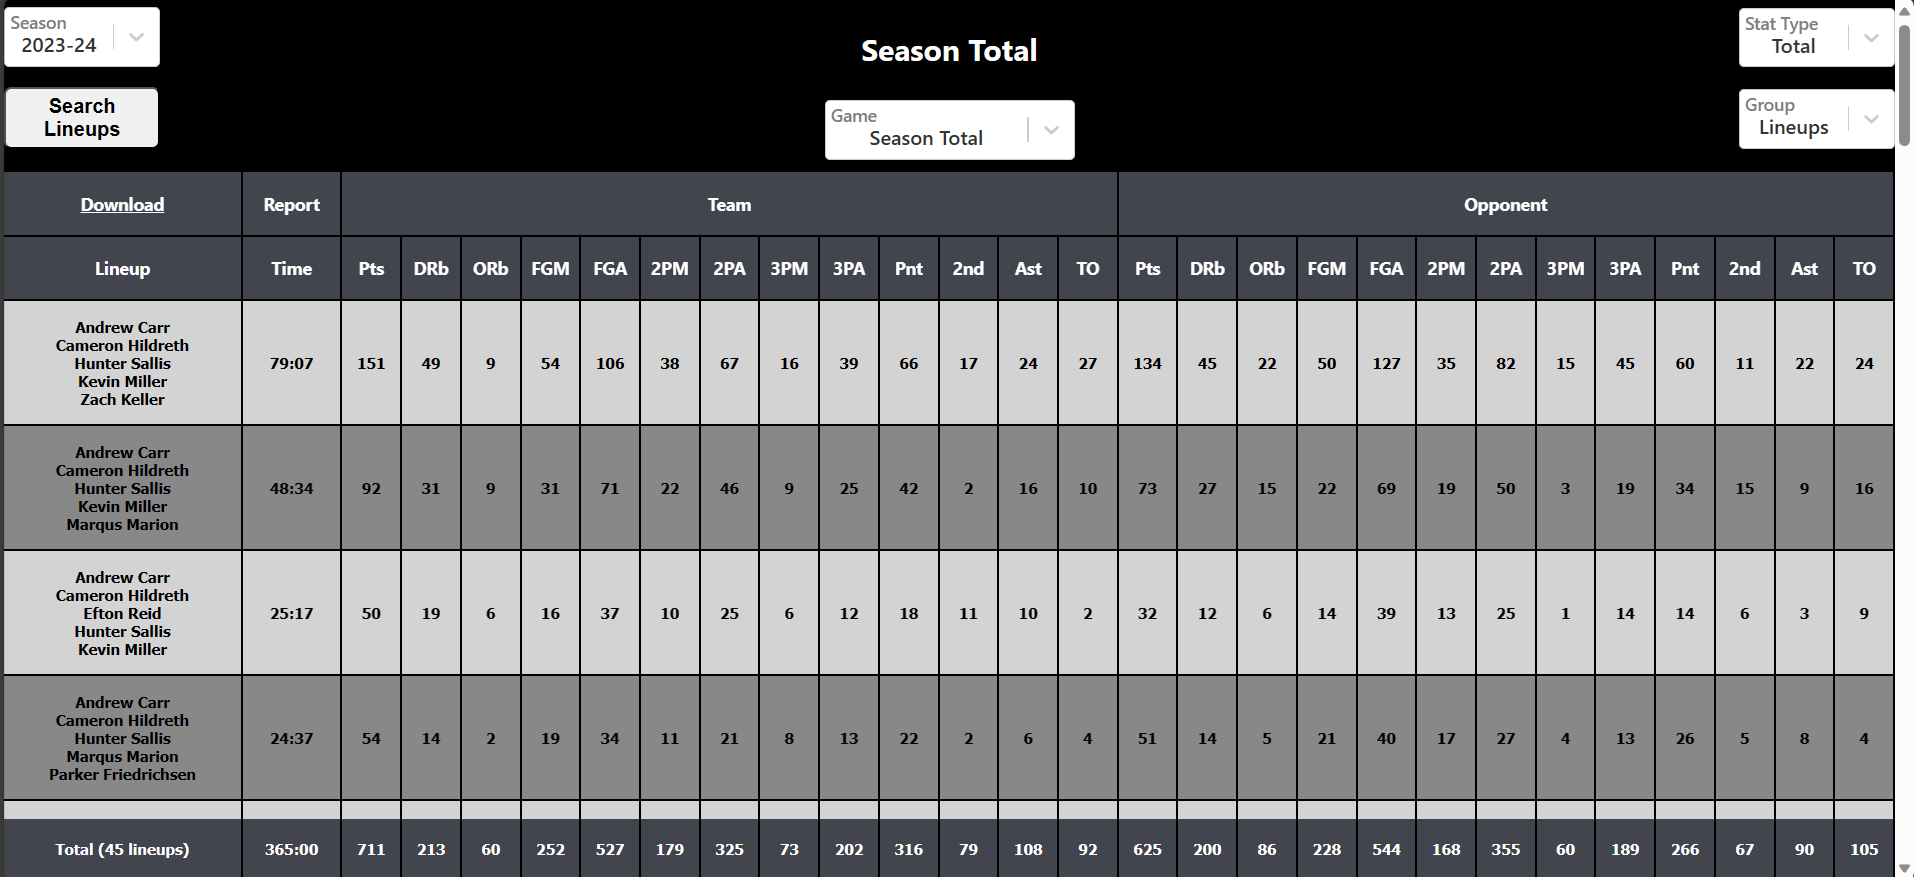 Season
2023-24
Search
Lineups
Season Total
Game
Season Total
Stat Type
Total
Group
Lineups
Download Report Team Opponent
Lineup Time Pts DRb ORb FGM FGA 2PM 2PA 3PM 3PA Pnt 2nd Ast TO Pts DRb ORb FGM FGA 2PM 2PA 3PM 3PA Pnt 2nd Ast TO
Andrew Carr
Cameron Hildreth
Hunter Sallis
Kevin Miller
Zach Keller
79:07 151 49 9 54 106 38 67 16 39 66 17 24 27 134 45 22 50 127 35 82 15 45 60 11 22 24
Andrew Carr
Cameron Hildreth
Hunter Sallis
Kevin Miller
Marqus Marion
48:34 92 31 9 31 71 22 46 9 25 42 2 16 10 73 27 15 22 69 19 50 3 19 34 15 9 16
Andrew Carr
Cameron Hildreth
Efton Reid
Hunter Sallis
Kevin Miller
25:17 50 19 6 16 37 10 25 6 12 18 11 10 2 32 12 6 14 39 13 25 1 14 14 6 3 9
Andrew Carr
Cameron Hildreth
Hunter Sallis
Marqus Marion
Parker Friedrichsen
24:37 54 14 2 19 34 11 21 8 13 22 2 6 4 51 14 5 21 40 17 27 4 13 26 5 8 4
Total (45 lineups) 365:00 711 213 60 252 527 179 325 73 202 316 79 108 92 625 200 86 228 544 168 355 60 189 266 67 90 105